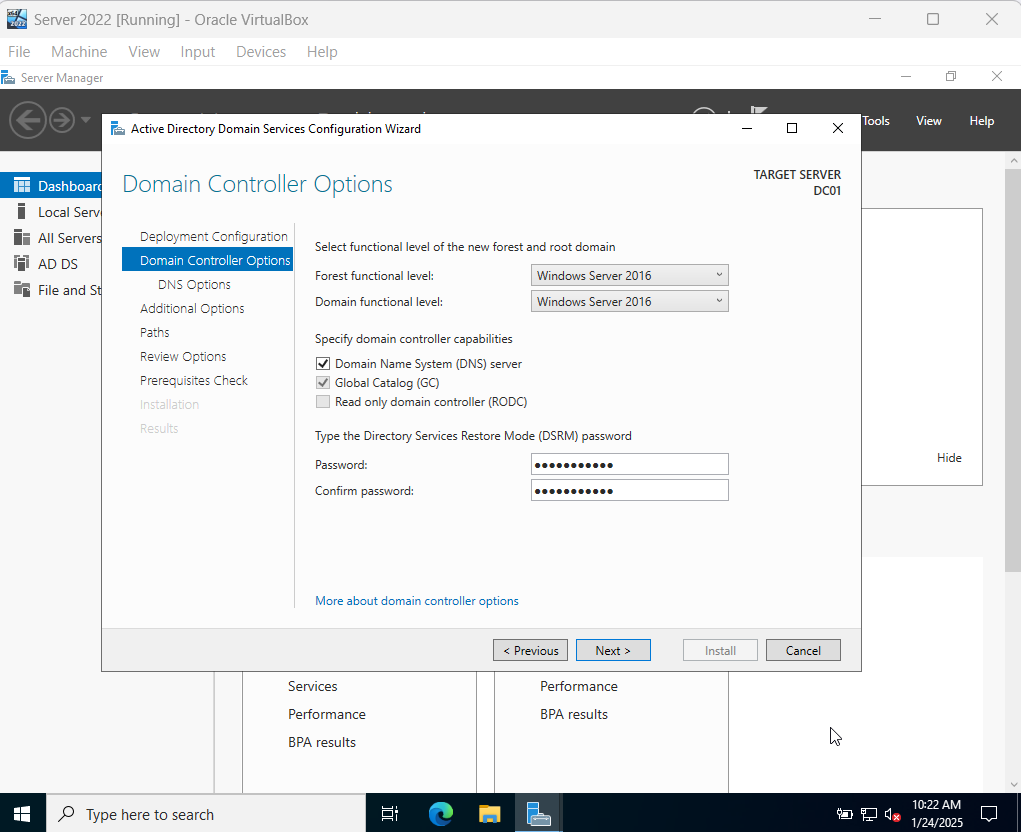 Server 2022 [Running] - Oracle VirtualBox
File Machine View Input Devices Help
Server Manager
Tools View Help
Active Directory Domain Services Configuration Wizard
Domain Controller Options
TARGET SERVER
DC01
Dashboard
Local Serv
All Servers
AD DS
File and St
Deployment Configuration
Domain Controller Options
DNS Options
Additional Options
Paths
Review Options
Prerequisites Check
Installation
Results
Select functional level of the new forest and root domain
Forest functional level: Windows Server 2016
Domain functional level: Windows Server 2016
Specify domain controller capabilities
Domain Name System (DNS) server
Global Catalog (GC)
Read only domain controller (RODC)
Type the Directory Services Restore Mode (DSRM) password
Password: ●●●●●●●●●●●
Confirm password: ●●●●●●●●●●●
More about domain controller options
Hide
< Previous Next > Install Cancel
Services
Performance
BPA results
Performance
BPA results
Type here to search
10:22 AM
1/24/2025